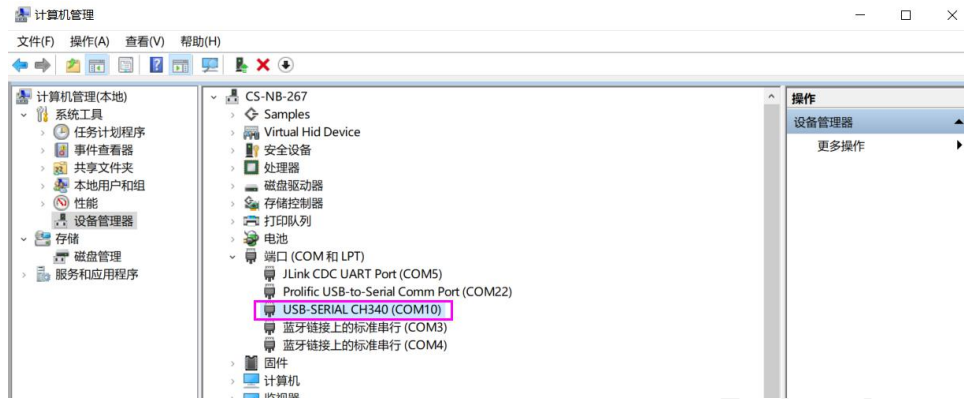 计算机管理
文件(F) 操作(A) 查看(V) 帮助(H)
计算机管理(本地)
系统工具
任务计划程序
事件查看器
共享文件夹
本地用户和组
性能
设备管理器
存储
磁盘管理
服务和应用程序
CS-NB-267
Samples
Virtual Hid Device
安全设备
处理器
磁盘驱动器
存储控制器
打印队列
电池
端口 (COM 和 LPT)
JLink CDC UART Port (COM5)
Prolific USB-to-Serial Comm Port (COM22)
USB-SERIAL CH340 (COM10)
蓝牙链接上的标准串行 (COM3)
蓝牙链接上的标准串行 (COM4)
固件
计算机
监视器
操作
设备管理器
更多操作